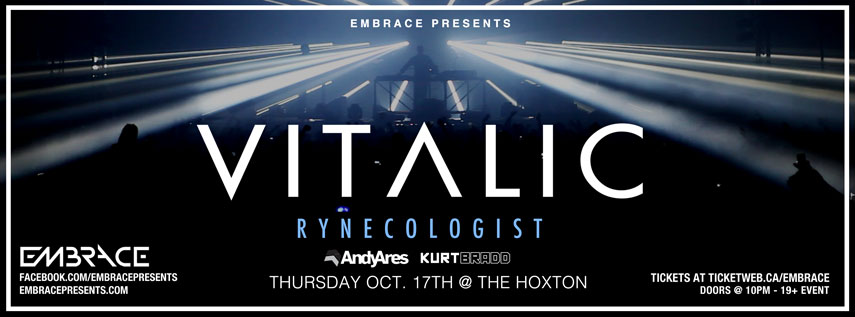 EMBRACE PRESENTS
VITALIC
RYNECOLOGIST
AndyAres KURTBRADD
THURSDAY OCT. 17TH @ THE HOXTON
EMBRACE
FACEBOOK.COM/EMBRACEPRESENTS
EMBRACEPRESENTS.COM
TICKETS AT TICKETWEB.CA/EMBRACE
DOORS @ 10PM - 19+ EVENT